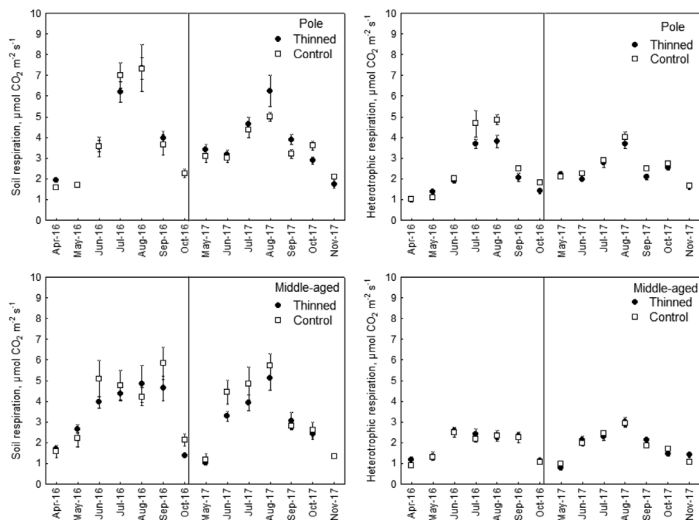 Pole
Thinned
Control
Soil respiration, µmol CO₂ m⁻² s⁻¹
10
9
8
7
6
5
4
3
2
1
0
Apr-16
May-16
Jun-16
Jul-16
Aug-16
Sep-16
Oct-16
May-17
Jun-17
Jul-17
Aug-17
Sep-17
Oct-17
Nov-17
Pole
Thinned
Control
Heterotrophic respiration, µmol CO₂ m⁻² s⁻¹
10
9
8
7
6
5
4
3
2
1
0
Apr-16
May-16
Jun-16
Jul-16
Aug-16
Sep-16
Oct-16
May-17
Jun-17
Jul-17
Aug-17
Sep-17
Oct-17
Nov-17
Middle-aged
Thinned
Control
Soil respiration, µmol CO₂ m⁻² s⁻¹
10
9
8
7
6
5
4
3
2
1
0
Apr-16
May-16
Jun-16
Jul-16
Aug-16
Sep-16
Oct-16
May-17
Jun-17
Jul-17
Aug-17
Sep-17
Oct-17
Nov-17
Middle-aged
Thinned
Control
Heterotrophic respiration, µmol CO₂ m⁻² s⁻¹
10
9
8
7
6
5
4
3
2
1
0
Apr-16
May-16
Jun-16
Jul-16
Aug-16
Sep-16
Oct-16
May-17
Jun-17
Jul-17
Aug-17
Sep-17
Oct-17
Nov-17